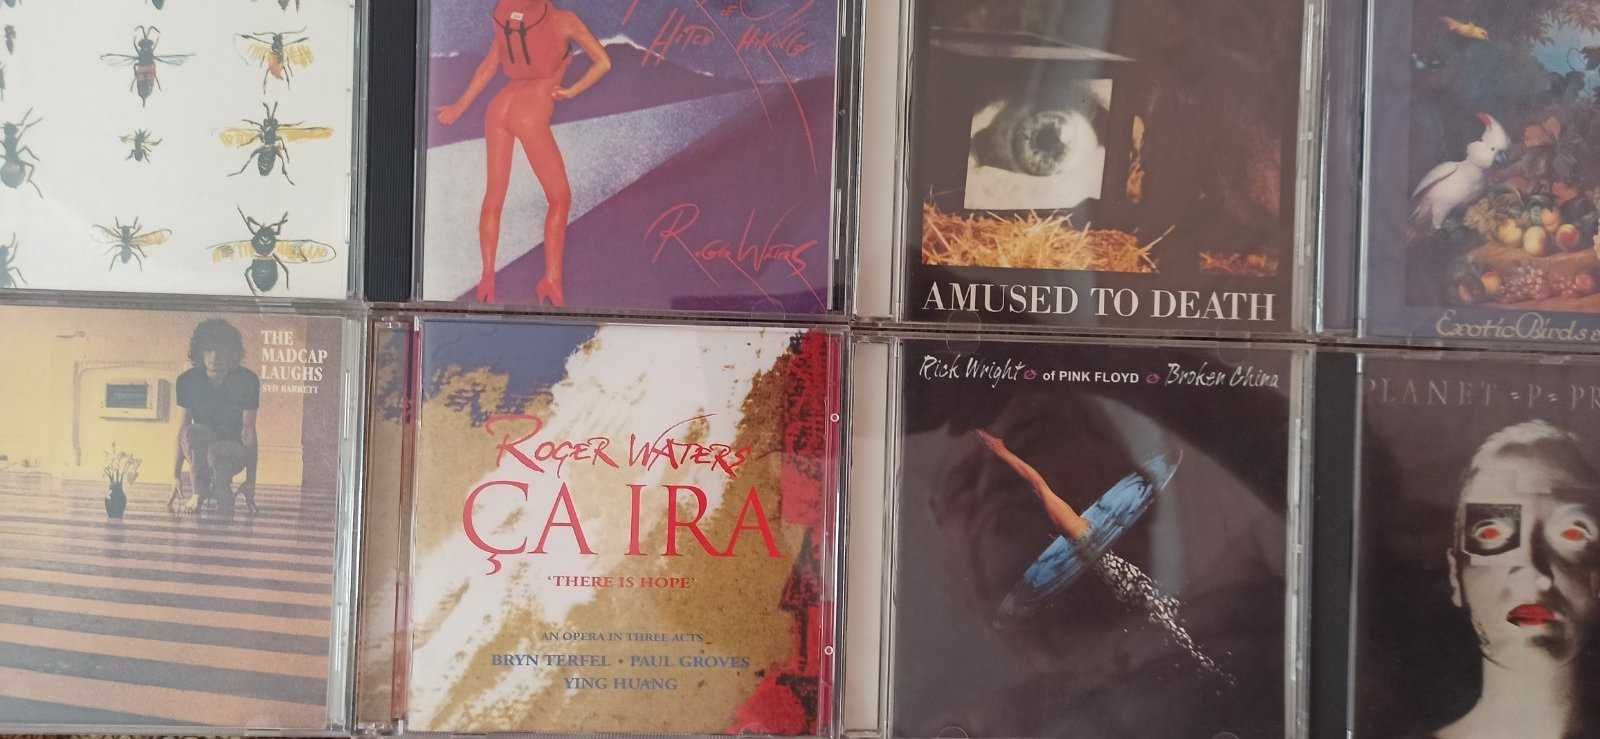 OF
HITCH HIKING
ROGER WATERS
AMUSED TO DEATH
Exotic Birds &
THE
MADCAP
LAUGHS
SYD BARRETT
ROGER WATERS
ÇA IRA
'THERE IS HOPE'
AN OPERA IN THREE ACTS
BRYN TERFEL • PAUL GROVES
YING HUANG
Rick Wright of PINK FLOYD Broken China
PLANET =P= PR